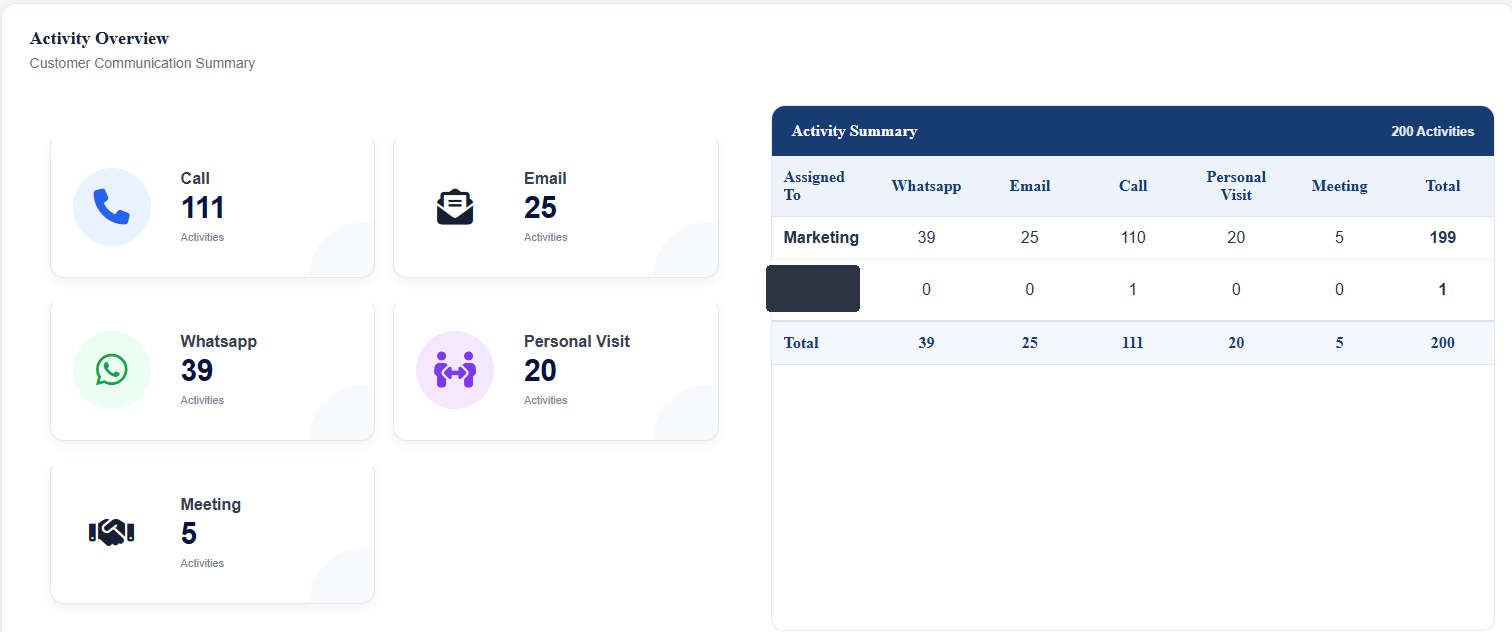 Activity Overview
Customer Communication Summary
Call
111
Activities
Email
25
Activities
Whatsapp
39
Activities
Personal Visit
20
Activities
Meeting
5
Activities
Activity Summary 200 Activities
Assigned To Whatsapp Email Call Personal Visit Meeting Total
Marketing 39 25 110 20 5 199
0 0 1 0 0 1
Total 39 25 111 20 5 200